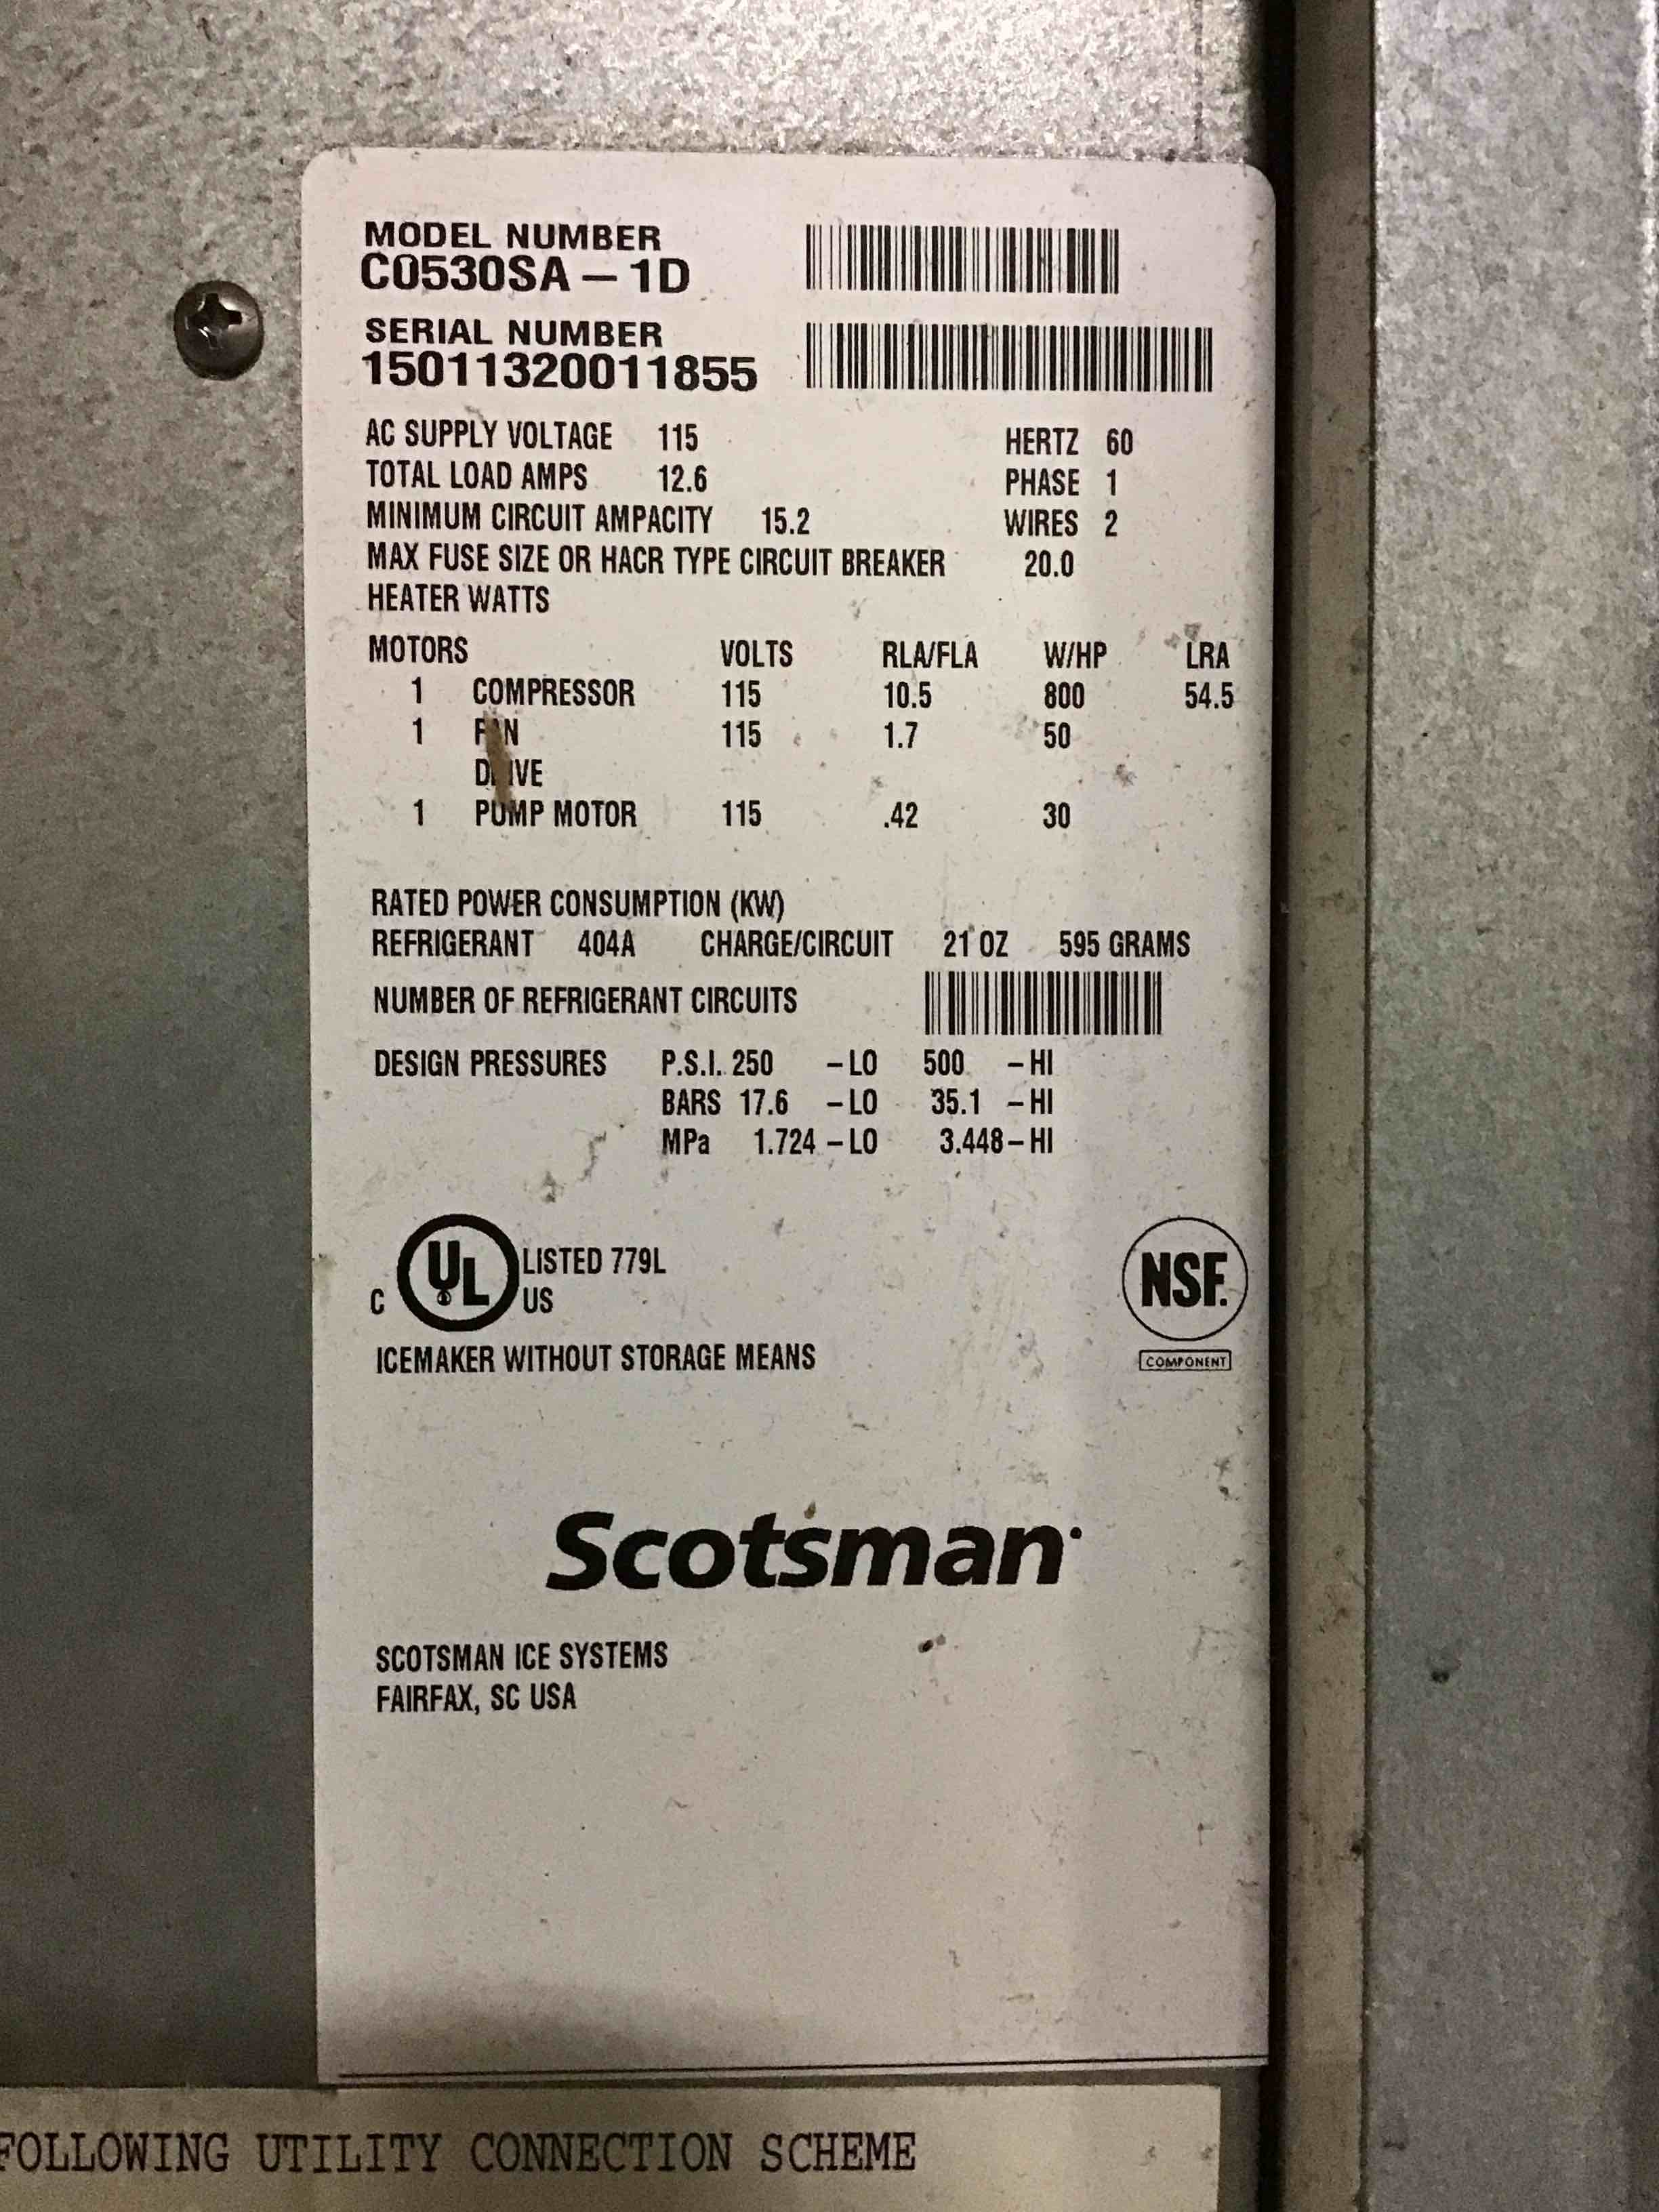 MODEL NUMBER
C0530SA – 1D
SERIAL NUMBER
15011320011855
AC SUPPLY VOLTAGE 115 HERTZ 60
TOTAL LOAD AMPS 12.6 PHASE 1
MINIMUM CIRCUIT AMPACITY 15.2 WIRES 2
MAX FUSE SIZE OR HACR TYPE CIRCUIT BREAKER 20.0
HEATER WATTS
MOTORS VOLTS RLA/FLA W/HP LRA
1 COMPRESSOR 115 10.5 800 54.5
1 FAN 115 1.7 50
DRIVE
1 PUMP MOTOR 115 .42 30
RATED POWER CONSUMPTION (KW)
REFRIGERANT 404A CHARGE/CIRCUIT 21 OZ 595 GRAMS
NUMBER OF REFRIGERANT CIRCUITS
DESIGN PRESSURES P.S.I. 250 – LO 500 – HI
BARS 17.6 – LO 35.1 – HI
MPa 1.724 – LO 3.448 – HI
C UL LISTED 779L
US
NSF.
COMPONENT
ICEMAKER WITHOUT STORAGE MEANS
Scotsman
SCOTSMAN ICE SYSTEMS
FAIRFAX, SC USA
FOLLOWING UTILITY CONNECTION SCHEME